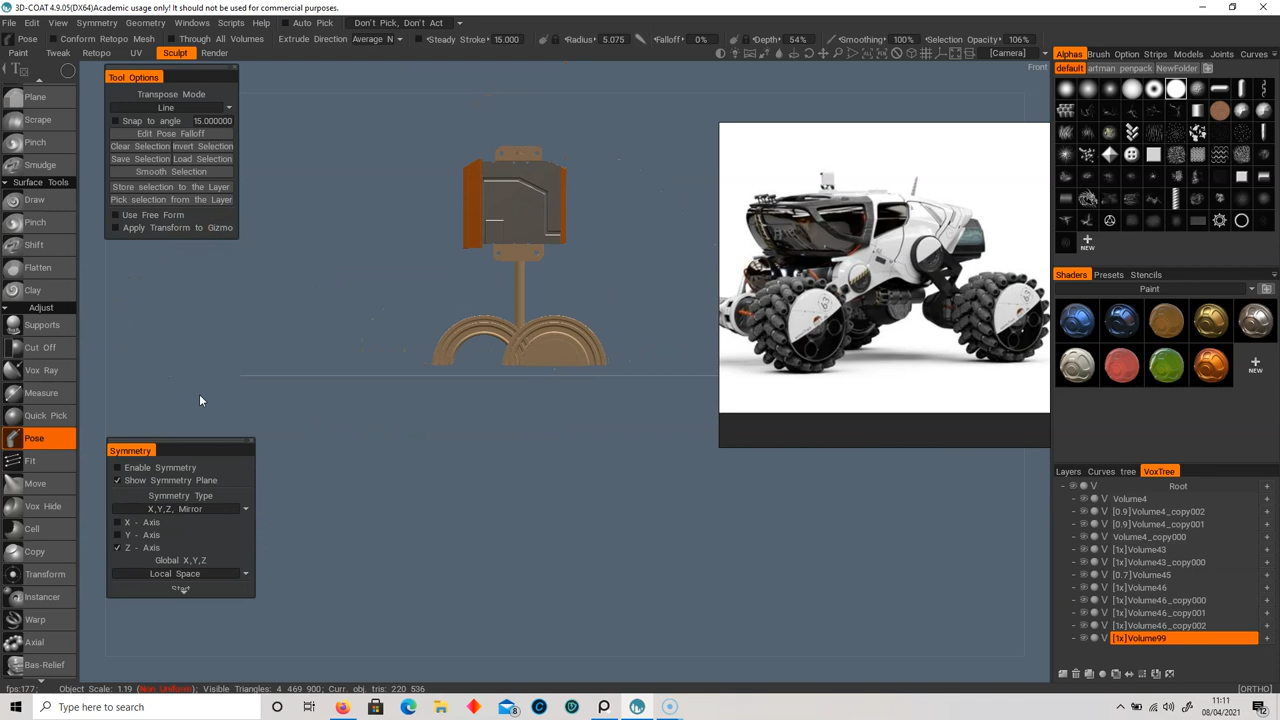 3D-COAT 4.9.05(DX64)Academic usage only! It should not be used for commercial purposes.
File Edit View Symmetry Geometry Windows Scripts Help Auto Pick Don't Pick, Don't Act
Pose Conform Retopo Mesh Through All Volumes Extrude Direction Average N Steady Stroke 15.000 Radius 5.075 Falloff 0% Depth 54% Smoothing 100% Selection Opacity 106%
Paint Tweak Retopo UV Sculpt Render [Camera]
Front
Tool Options
Transpose Mode
Line
Snap to angle 15.000000
Edit Pose Falloff
Clear Selection Invert Selection
Save Selection Load Selection
Smooth Selection
Store selection to the Layer
Pick selection from the Layer
Use Free Form
Apply Transform to Gizmo
Plane
Scrape
Pinch
Smudge
Surface Tools
Draw
Pinch
Shift
Flatten
Clay
Adjust
Supports
Cut Off
Vox Ray
Measure
Quick Pick
Pose
Fit
Move
Vox Hide
Cell
Copy
Transform
Instancer
Warp
Axial
Bas-Relief
Symmetry
Enable Symmetry
Show Symmetry Plane
Symmetry Type
X,Y,Z, Mirror
X - Axis
Y - Axis
Z - Axis
Global X,Y,Z
Local Space
Start
Alphas Brush Option Strips Models Joints Curves
default artman penpack NewFolder
NEW
Shaders Presets Stencils
Paint
NEW
Layers Curves tree VoxTree
V Root +
V Volume4 +
V [0.9]Volume4_copy002 +
V [0.9]Volume4_copy001 +
V Volume4_copy000 +
V [1x]Volume43 +
V [1x]Volume43_copy000 +
V [0.7]Volume45 +
V [1x]Volume46 +
V [1x]Volume46_copy000 +
V [1x]Volume46_copy001 +
V [1x]Volume46_copy002 +
V [1x]Volume99 +
fps:177; Object Scale: 1.19 (Non Uniform); Visible Triangles: 4 469 900; Curr. obj. tris: 220 536 [ORTHO]
Type here to search
8
11:11
08/04/2021
12